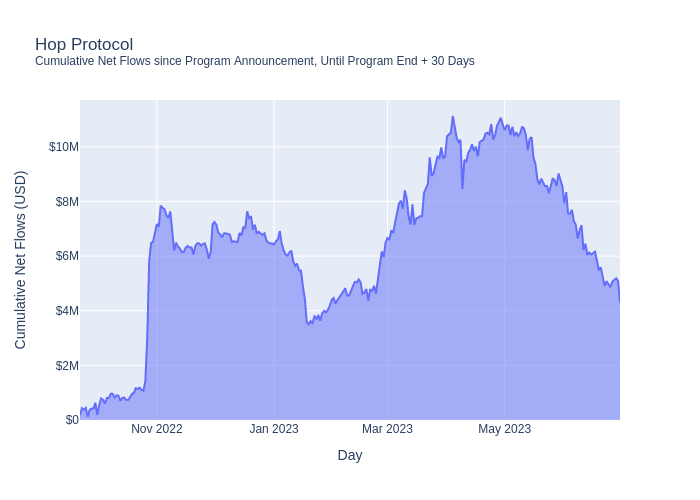 Hop Protocol
Cumulative Net Flows since Program Announcement, Until Program End + 30 Days
Cumulative Net Flows (USD)
$10M
$8M
$6M
$4M
$2M
$0
Nov 2022
Jan 2023
Mar 2023
May 2023
Day